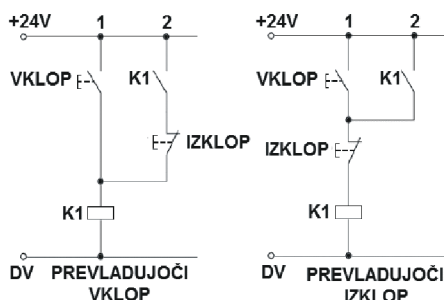 +24V 1 2
VKLOP K1
IZKLOP
K1
DV PREVLADUJOČI
VKLOP
+24V 1 2
VKLOP K1
IZKLOP
K1
DV PREVLADUJOČI
IZKLOP